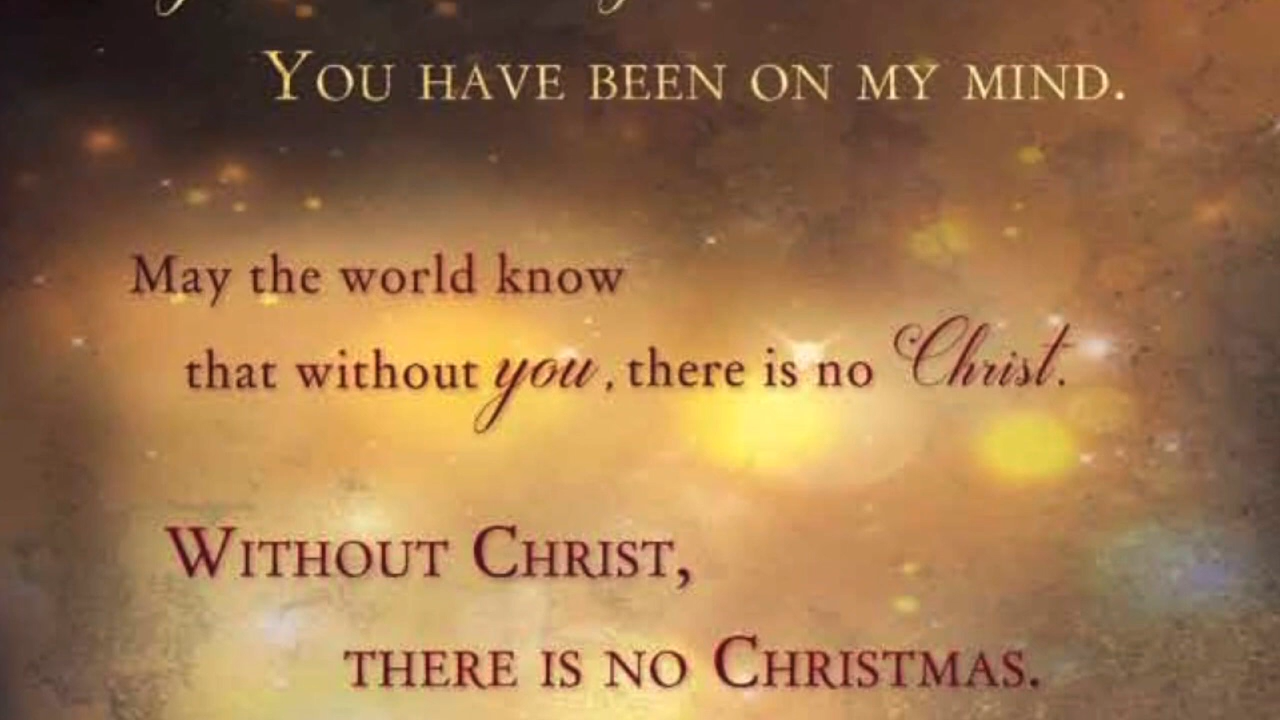 YOU HAVE BEEN ON MY MIND.
May the world know
that without you, there is no Christ.
WITHOUT CHRIST,
THERE IS NO CHRISTMAS.